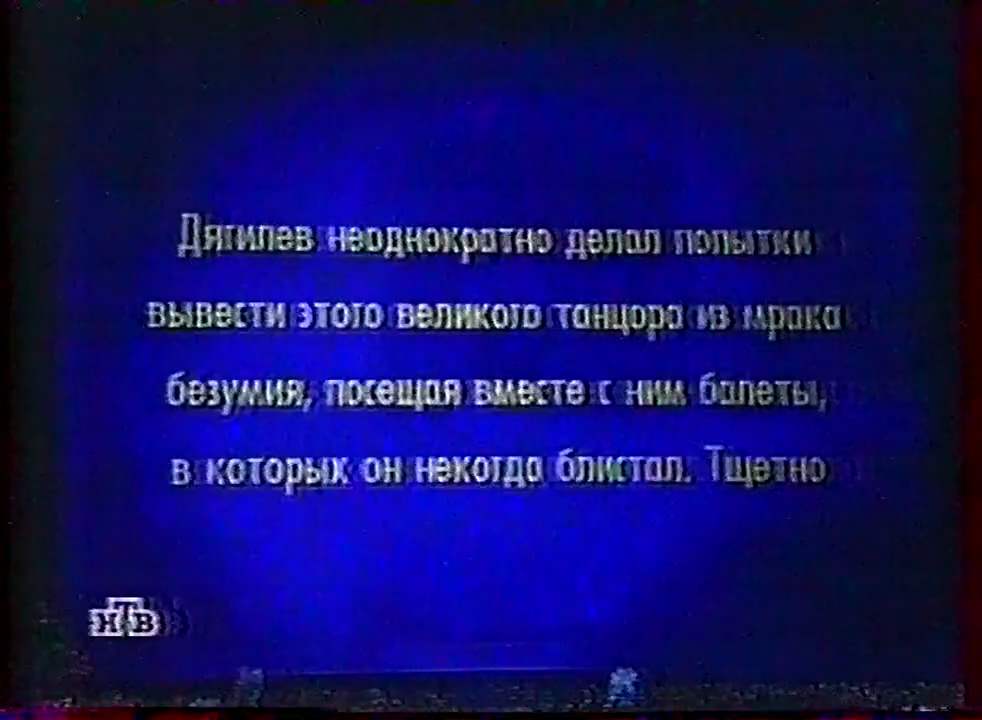 Дягилев неоднократно делал попытки
вывести этого великого танцора из мрака
безумия, посещая вместе с ним балеты,
в которых он некогда блистал. Тщетно
НТВ